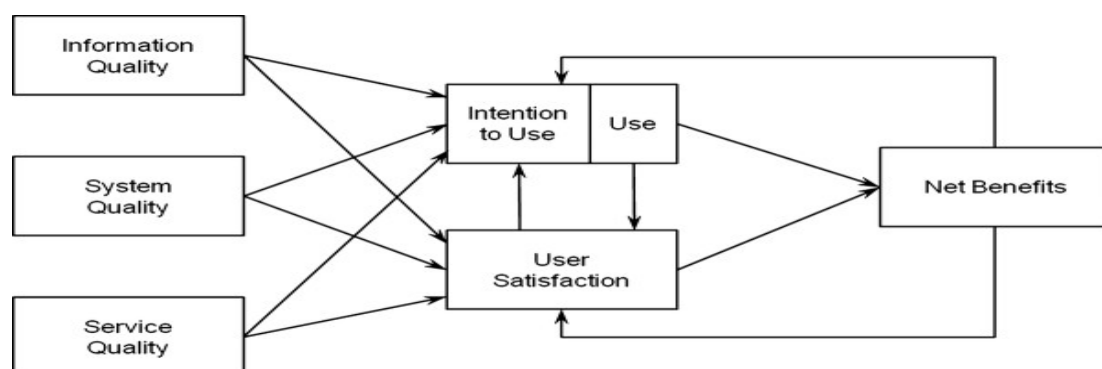 Information
Quality
Intention
to Use
Use
System
Quality
Net Benefits
User
Satisfaction
Service
Quality